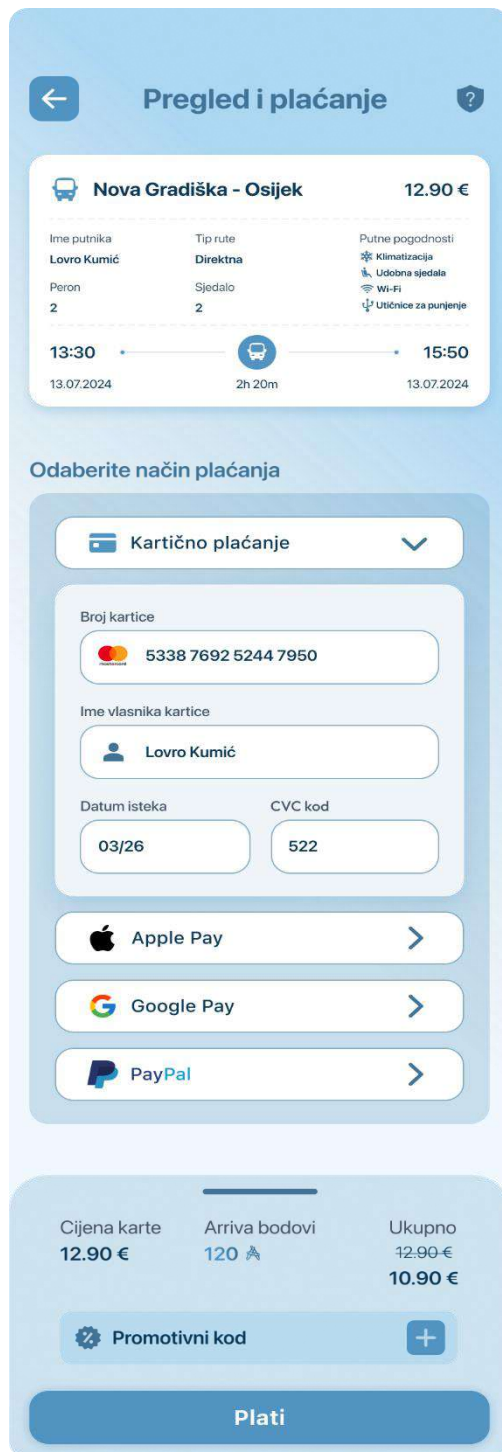 Pregled i plaćanje
?
Nova Gradiška - Osijek 12.90 €
Ime putnika Tip rute Putne pogodnosti
Lovro Kumić Direktna Klimatizacija
Udobna sjedala
Peron Sjedalo Wi-Fi
2 2 Utičnice za punjenje
13:30 15:50
13.07.2024 2h 20m 13.07.2024
Odaberite način plaćanja
Kartično plaćanje
Broj kartice
mastercard 5338 7692 5244 7950
Ime vlasnika kartice
Lovro Kumić
Datum isteka CVC kod
03/26 522
Apple Pay
G Google Pay
PayPal
Cijena karte Arriva bodovi Ukupno
12.90 € 120 12.90 €
10.90 €
% Promotivni kod +
Plati